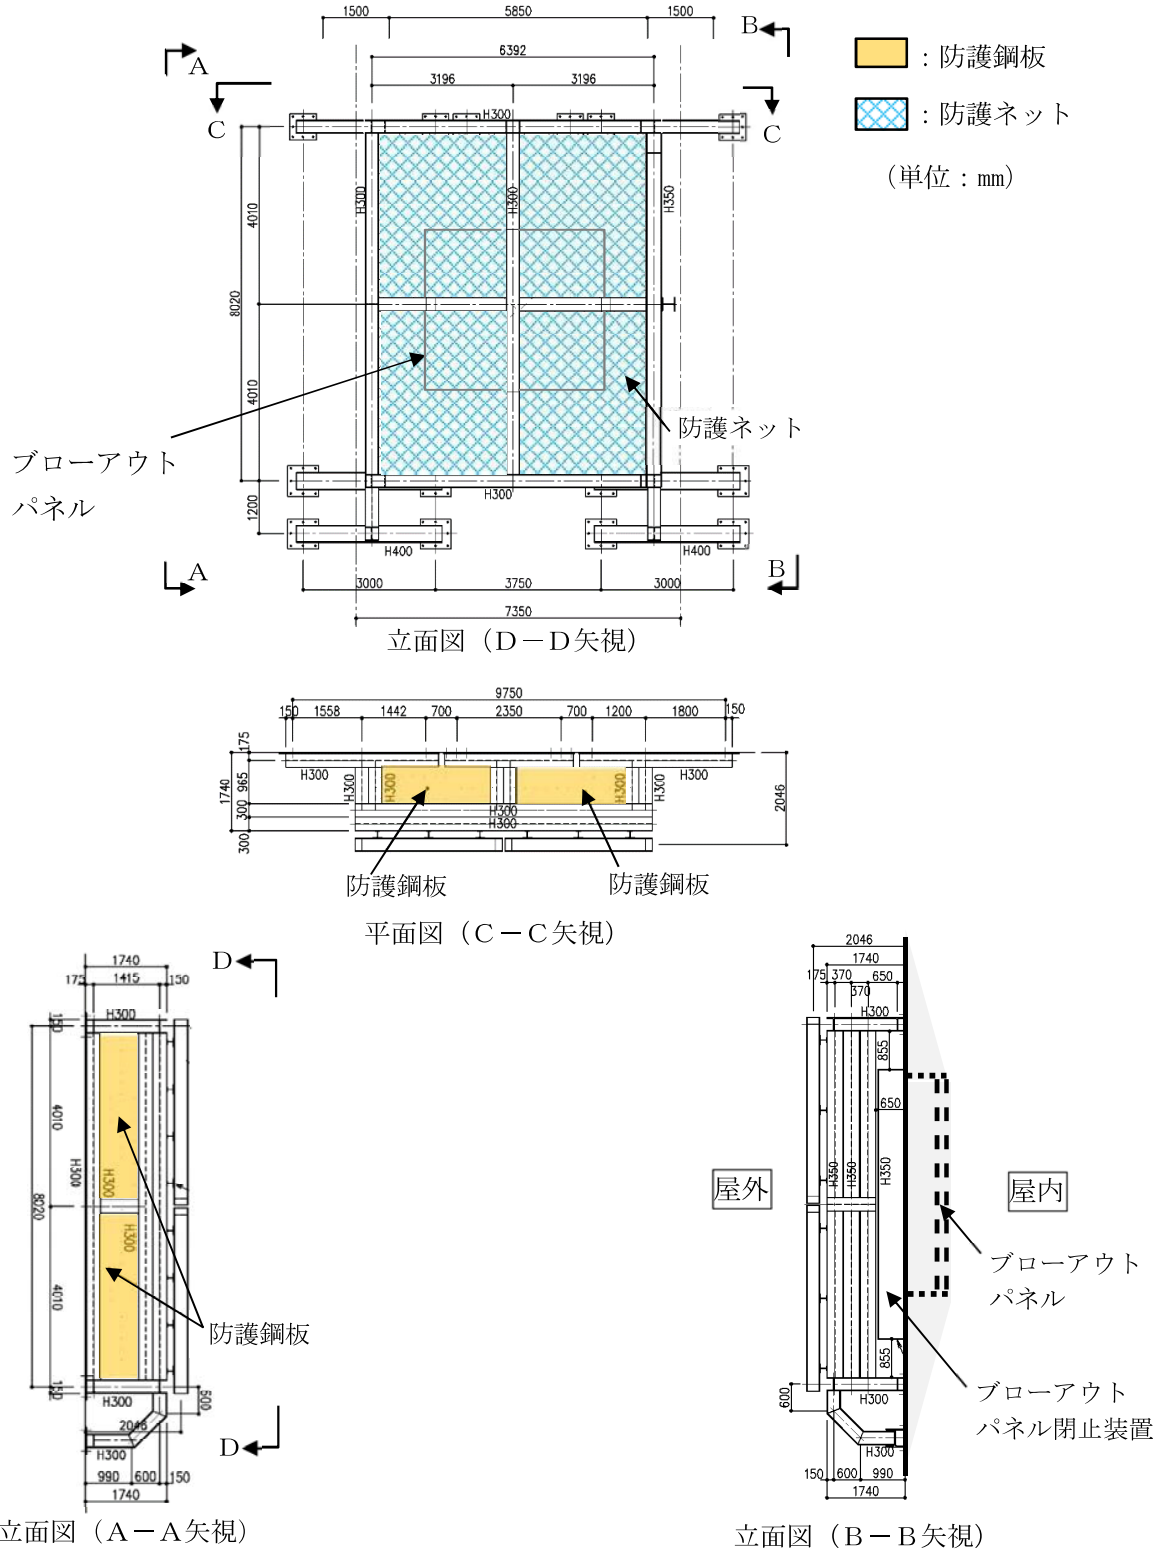 1500
5850
1500
B
6392
A
3196
3196
C
C
H300
：防護鋼板
：防護ネット
（単位：mm）
H300
H300
H350
4010
8020
4010
1200
ブローアウト
パネル
防護ネット
H300
H400
H400
A
B
3000
3750
3000
7350
立面図（D－D矢視）
9750
150
1558
1442
700
2350
700
1200
1800
150
175
965
1740
300
300
2046
H300
H300
H300
H300
H300
H300
H300
H300
防護鋼板
防護鋼板
平面図（C－C矢視）
D
1740
175
1415
150
H300
150
4010
H300
H300
8020
H300
4010
150
防護鋼板
H300
500
2046
D
H300
990
600
150
1740
立面図（A－A矢視）
2046
1740
175
370
650
370
H300
855
650
H350
H350
H350
屋外
屋内
ブローアウト
パネル
855
600
H300
ブローアウト
パネル閉止装置
H300
150
600
990
1740
立面図（B－B矢視）